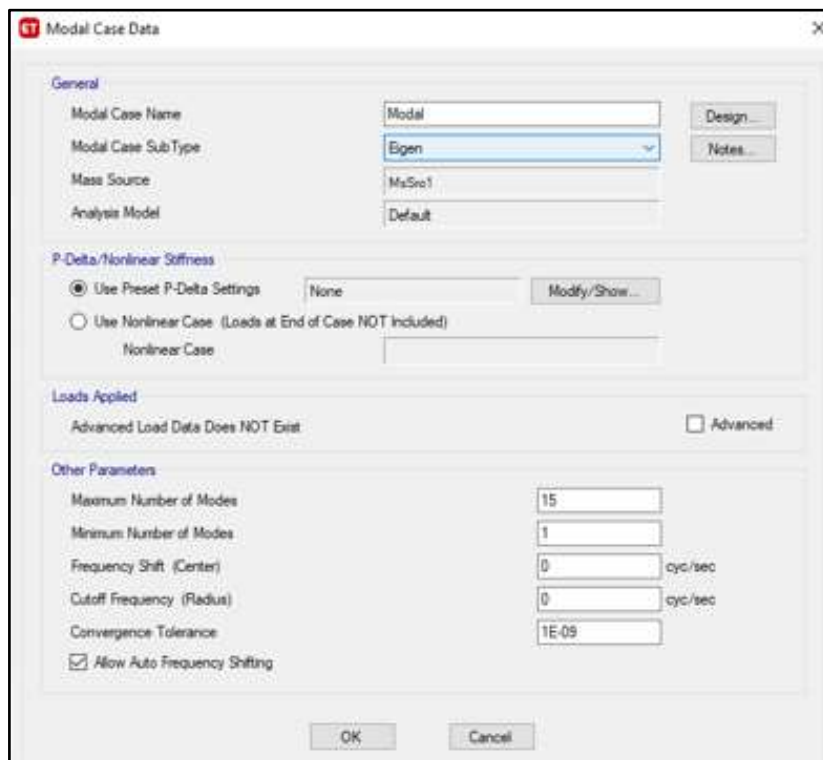 ET Modal Case Data
General
Modal Case Name Modal Design...
Modal Case SubType Eigen Notes...
Mass Source MsSrc1
Analysis Model Default
P-Delta/Nonlinear Stiffness
Use Preset P-Delta Settings None Modify/Show...
Use Nonlinear Case (Loads at End of Case NOT Included)
Nonlinear Case
Loads Applied
Advanced Load Data Does NOT Exist Advanced
Other Parameters
Maximum Number of Modes 15
Minimum Number of Modes 1
Frequency Shift (Center) 0 cyc/sec
Cutoff Frequency (Radius) 0 cyc/sec
Convergence Tolerance 1E-09
Allow Auto Frequency Shifting
OK Cancel